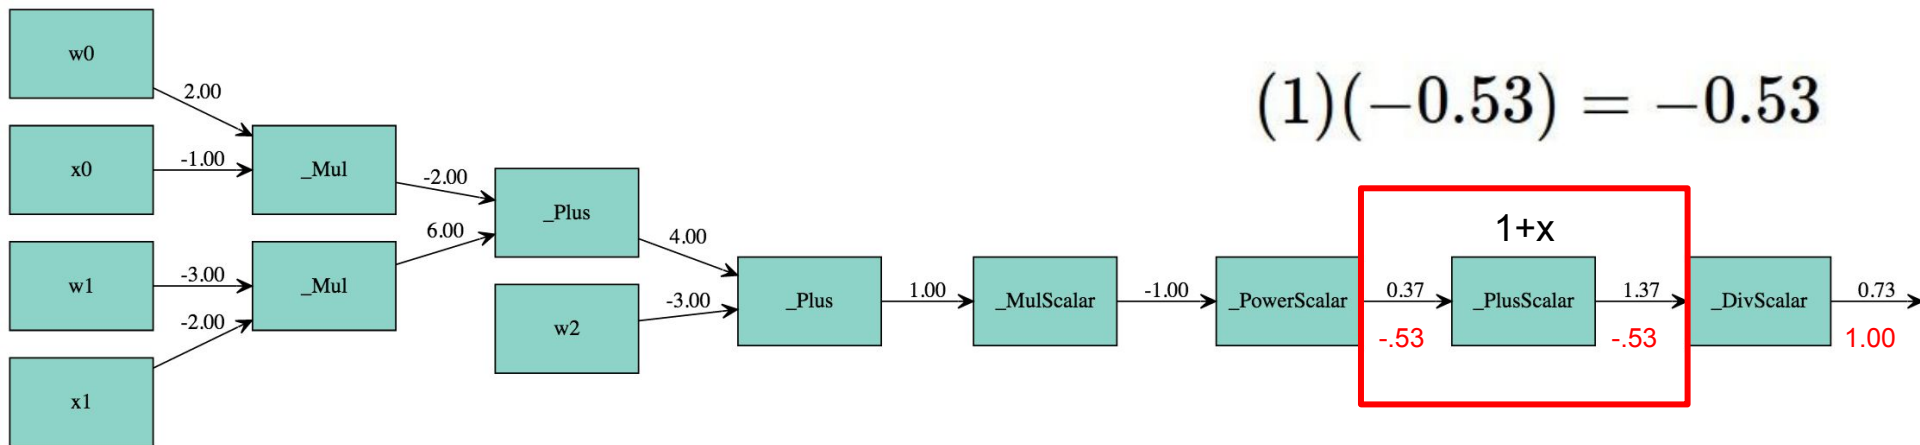 w0
2.00
(1)(−0.53) = −0.53
x0
-1.00
_Mul
-2.00
_Plus
6.00
4.00
1+x
w1
-3.00
_Mul
-2.00
w2
-3.00
_Plus
1.00
_MulScalar
-1.00
_PowerScalar
0.37
_PlusScalar
1.37
_DivScalar
0.73
-.53
-.53
1.00
x1